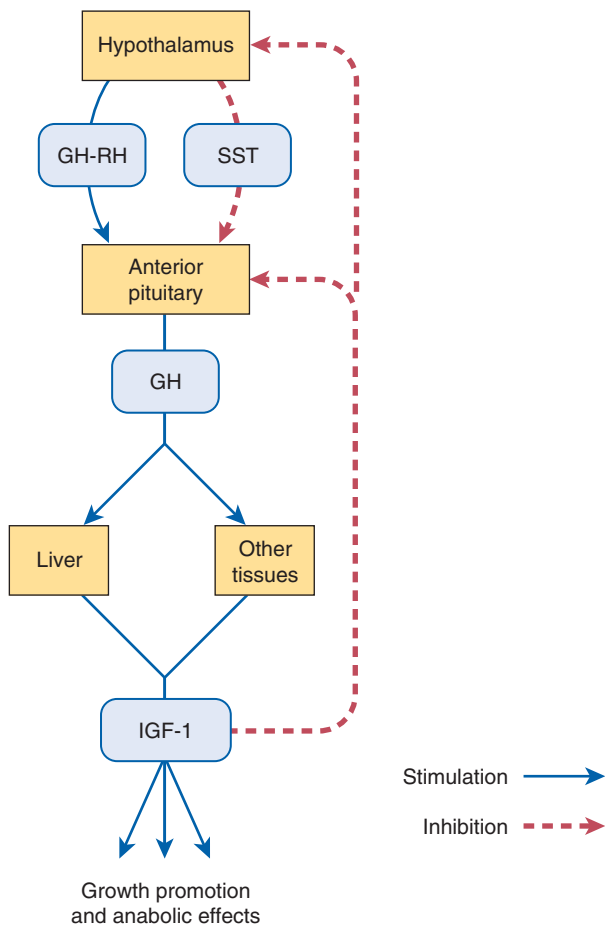 Hypothalamus
GH-RH
SST
Anterior
pituitary
GH
Liver
Other
tissues
IGF-1
Stimulation
Inhibition
Growth promotion
and anabolic effects